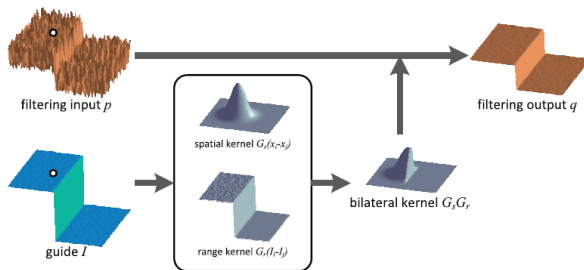 filtering input p
filtering output q
spatial kernel Gs(xi-xj)
bilateral kernel GsGr
guide I
range kernel Gr(Ii-Ij)